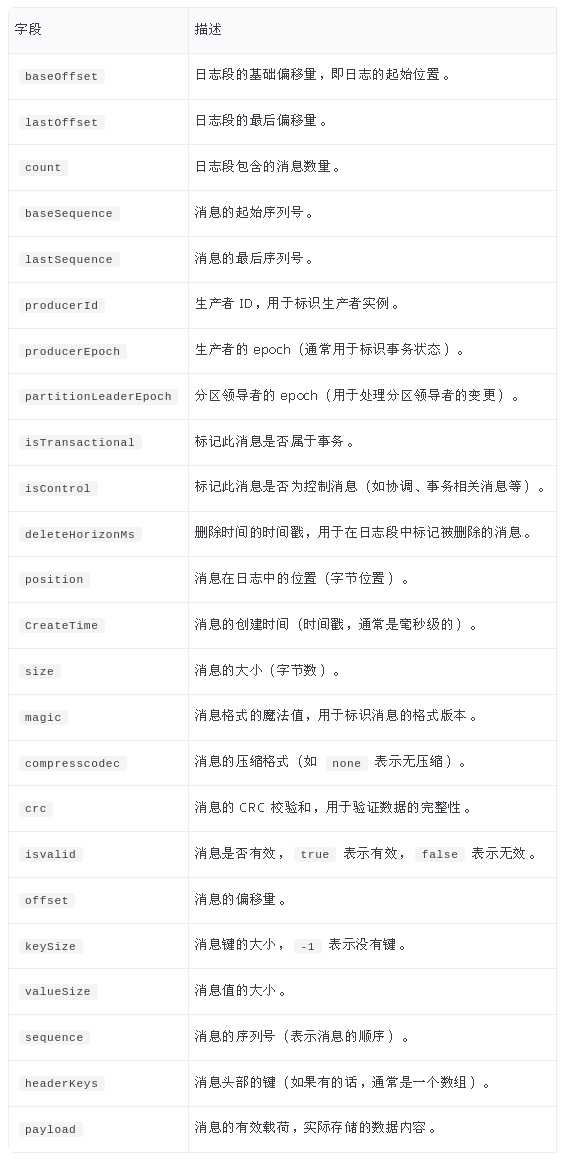 字段 描述
baseOffset 日志段的基础偏移量，即日志的起始位置。
lastOffset 日志段的最后偏移量。
count 日志段包含的消息数量。
baseSequence 消息的起始序列号。
lastSequence 消息的最后序列号。
producerId 生产者 ID，用于标识生产者实例。
producerEpoch 生产者的 epoch（通常用于标识事务状态）。
partitionLeaderEpoch 分区领导者的 epoch（用于处理分区领导者的变更）。
isTransactional 标记此消息是否属于事务。
isControl 标记此消息是否为控制消息（如协调、事务相关消息等）。
deleteHorizonMs 删除时间的时间戳，用于在日志段中标记被删除的消息。
position 消息在日志中的位置（字节位置）。
CreateTime 消息的创建时间（时间戳，通常是毫秒级的）。
size 消息的大小（字节数）。
magic 消息格式的魔法值，用于标识消息的格式版本。
compresscodec 消息的压缩格式（如 none 表示无压缩）。
crc 消息的 CRC 校验和，用于验证数据的完整性。
isvalid 消息是否有效， true 表示有效， false 表示无效。
offset 消息的偏移量。
keySize 消息键的大小， -1 表示没有键。
valueSize 消息值的大小。
sequence 消息的序列号（表示消息的顺序）。
headerKeys 消息头部的键（如果有的话，通常是一个数组）。
payload 消息的有效载荷，实际存储的数据内容。